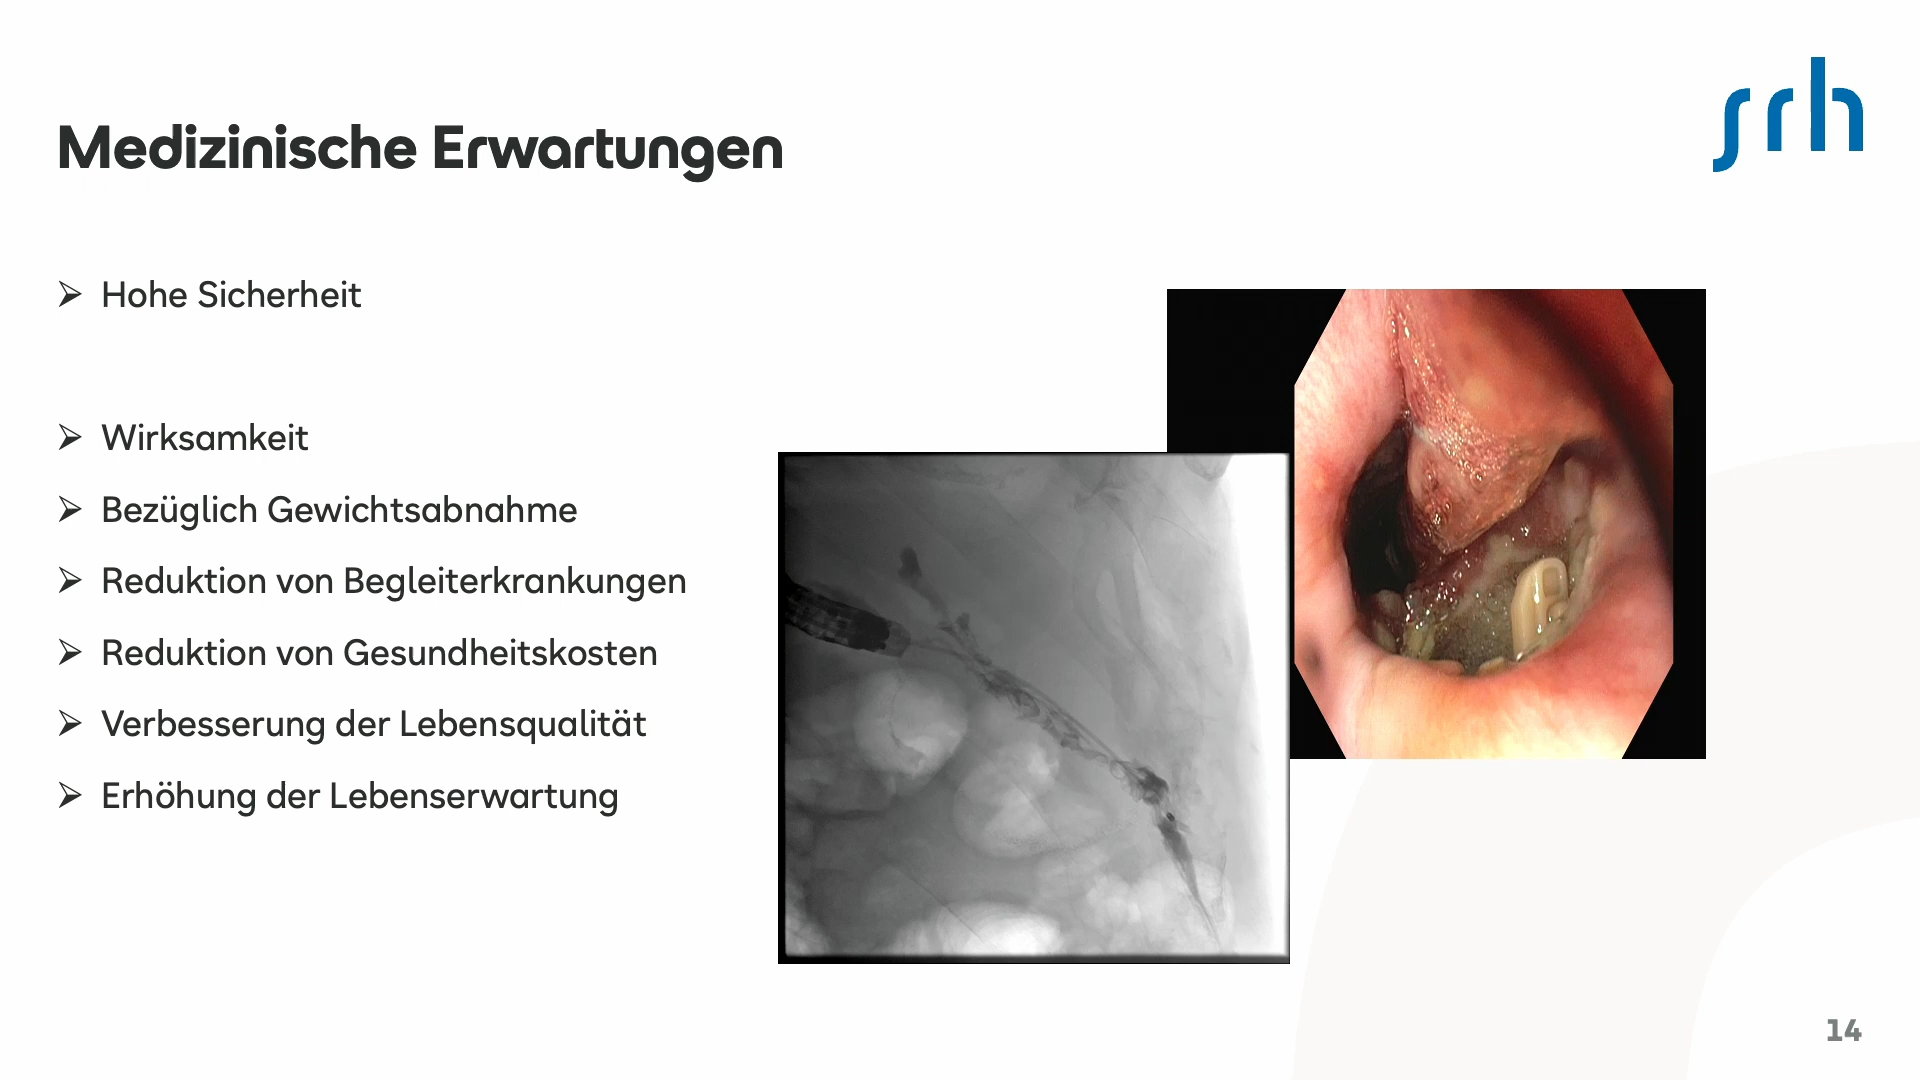 srh
Medizinische Erwartungen
Hohe Sicherheit
Wirksamkeit
Bezüglich Gewichtsabnahme
Reduktion von Begleiterkrankungen
Reduktion von Gesundheitskosten
Verbesserung der Lebensqualität
Erhöhung der Lebenserwartung
14